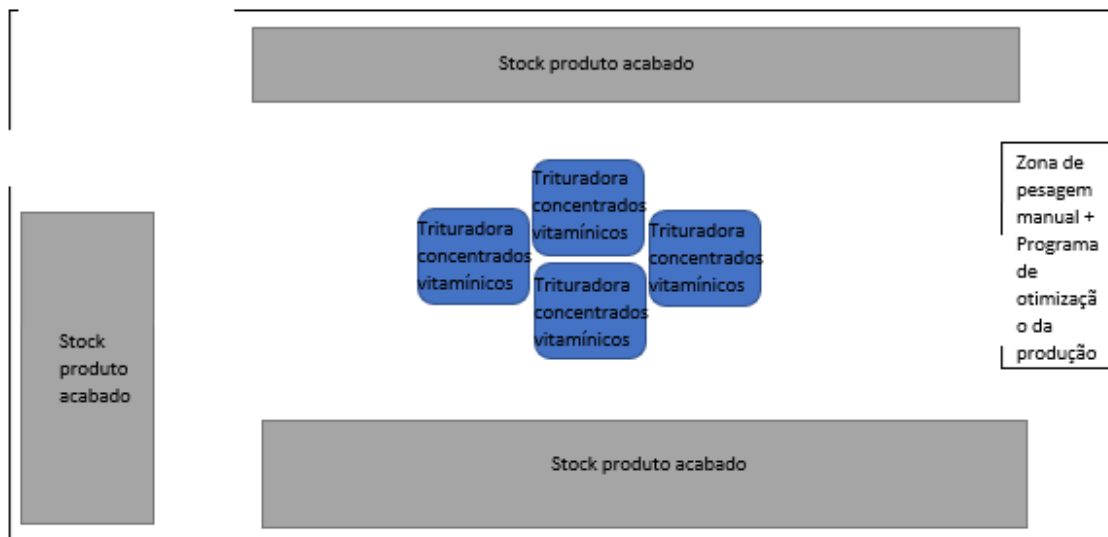 Stock produto acabado
Trituradora
concentrados
vitamínicos
Trituradora
concentrados
vitamínicos
Trituradora
concentrados
vitamínicos
Trituradora
concentrados
vitamínicos
Zona de
pesagem
manual +
Programa
de
otimizaçã
o da
produção
Stock
produto
acabado
Stock produto acabado